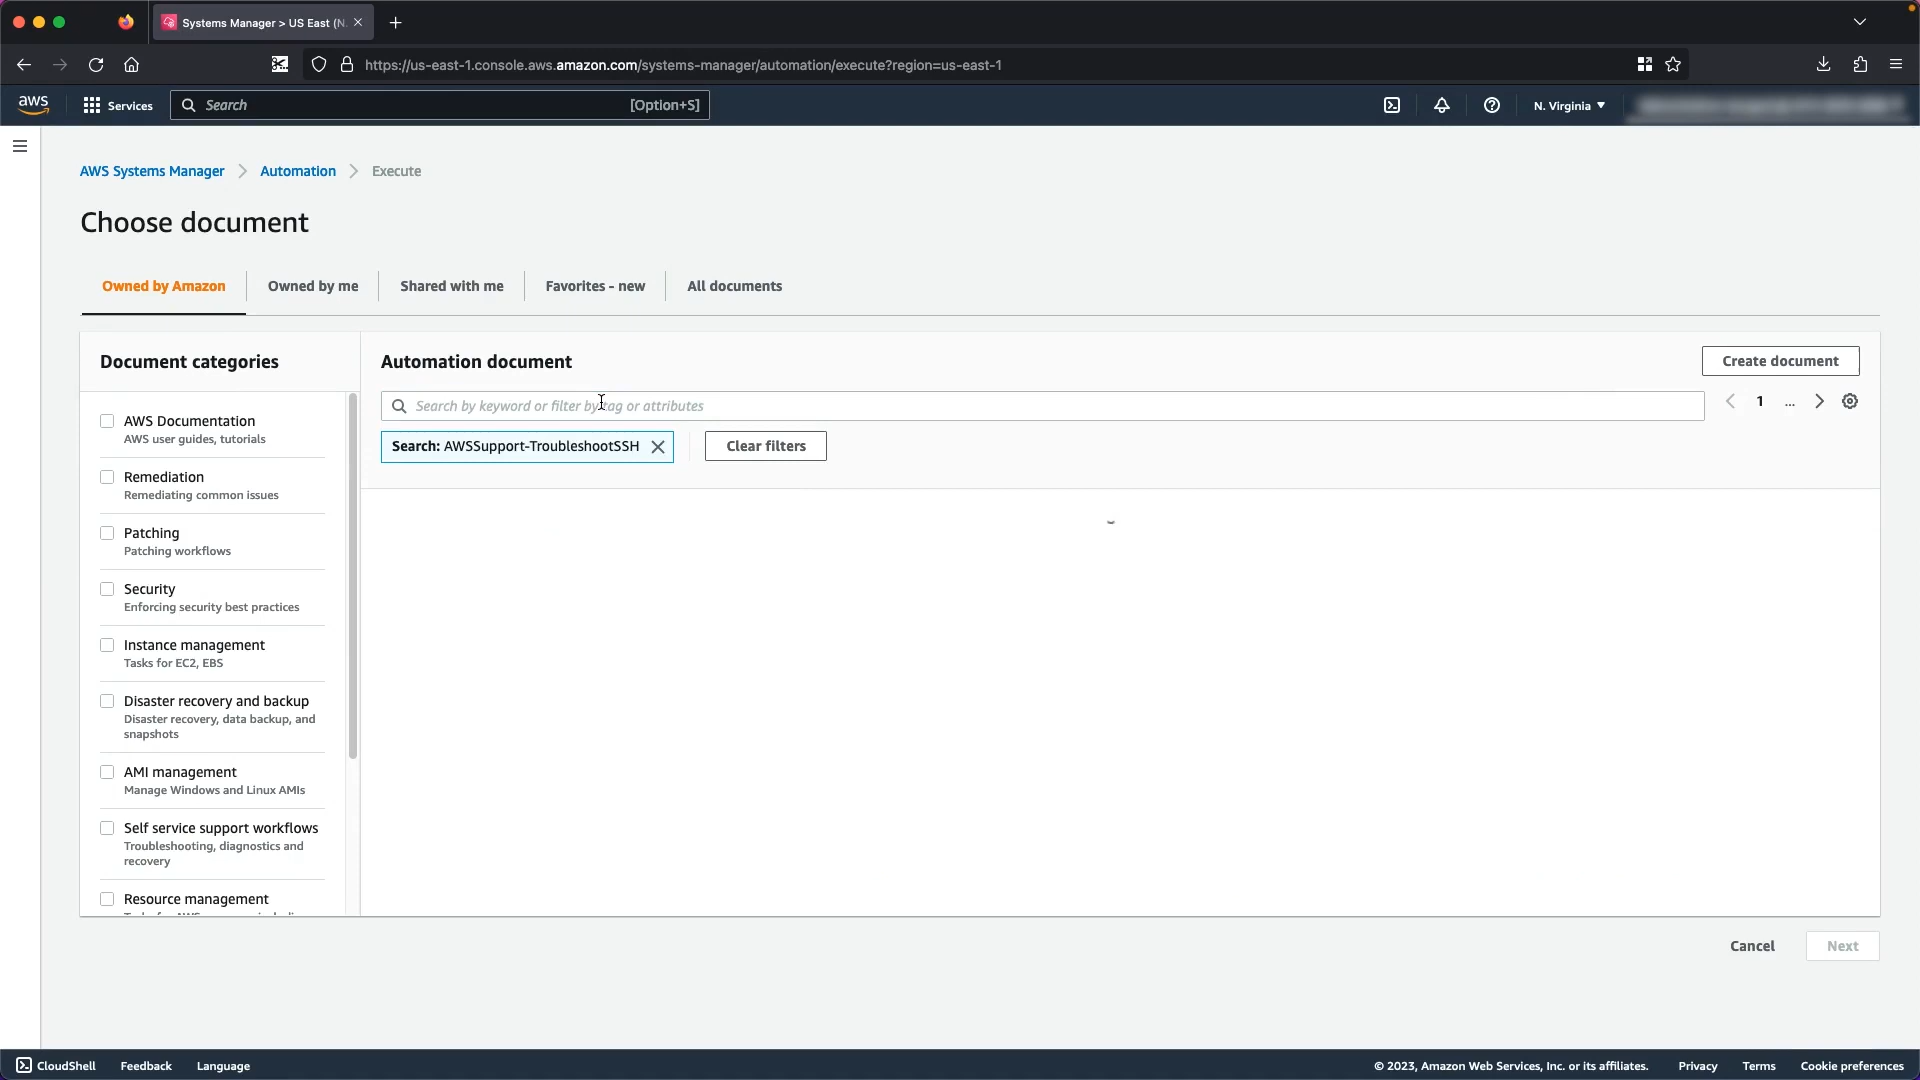 Systems Manager > US East (N.
https://us-east-1.console.aws.amazon.com/systems-manager/automation/execute?region=us-east-1
aws
Services
Search
[Option+S]
N. Virginia
AWS Systems Manager
Automation
Execute
Choose document
Owned by Amazon
Owned by me
Shared with me
Favorites - new
All documents
Document categories
AWS Documentation
AWS user guides, tutorials
Remediation
Remediating common issues
Patching
Patching workflows
Security
Enforcing security best practices
Instance management
Tasks for EC2, EBS
Disaster recovery and backup
Disaster recovery, data backup, and
snapshots
AMI management
Manage Windows and Linux AMIs
Self service support workflows
Troubleshooting, diagnostics and
recovery
Resource management
Automation document
Create document
Search by keyword or filter by tag or attributes
1
...
Search: AWSSupport-TroubleshootSSH
Clear filters
Cancel
Next
CloudShell
Feedback
Language
© 2023, Amazon Web Services, Inc. or its affiliates.
Privacy
Terms
Cookie preferences